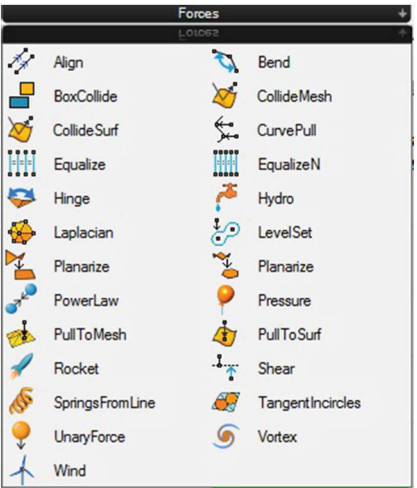 Forces
Forces
Align
Bend
BoxCollide
CollideMesh
CollideSurf
CurvePull
Equalize
EqualizeN
Hinge
Hydro
Laplacian
LevelSet
Planarize
Planarize
PowerLaw
Pressure
PullToMesh
PullToSurf
Rocket
Shear
SpringsFromLine
TangentIncircles
UnaryForce
Vortex
Wind